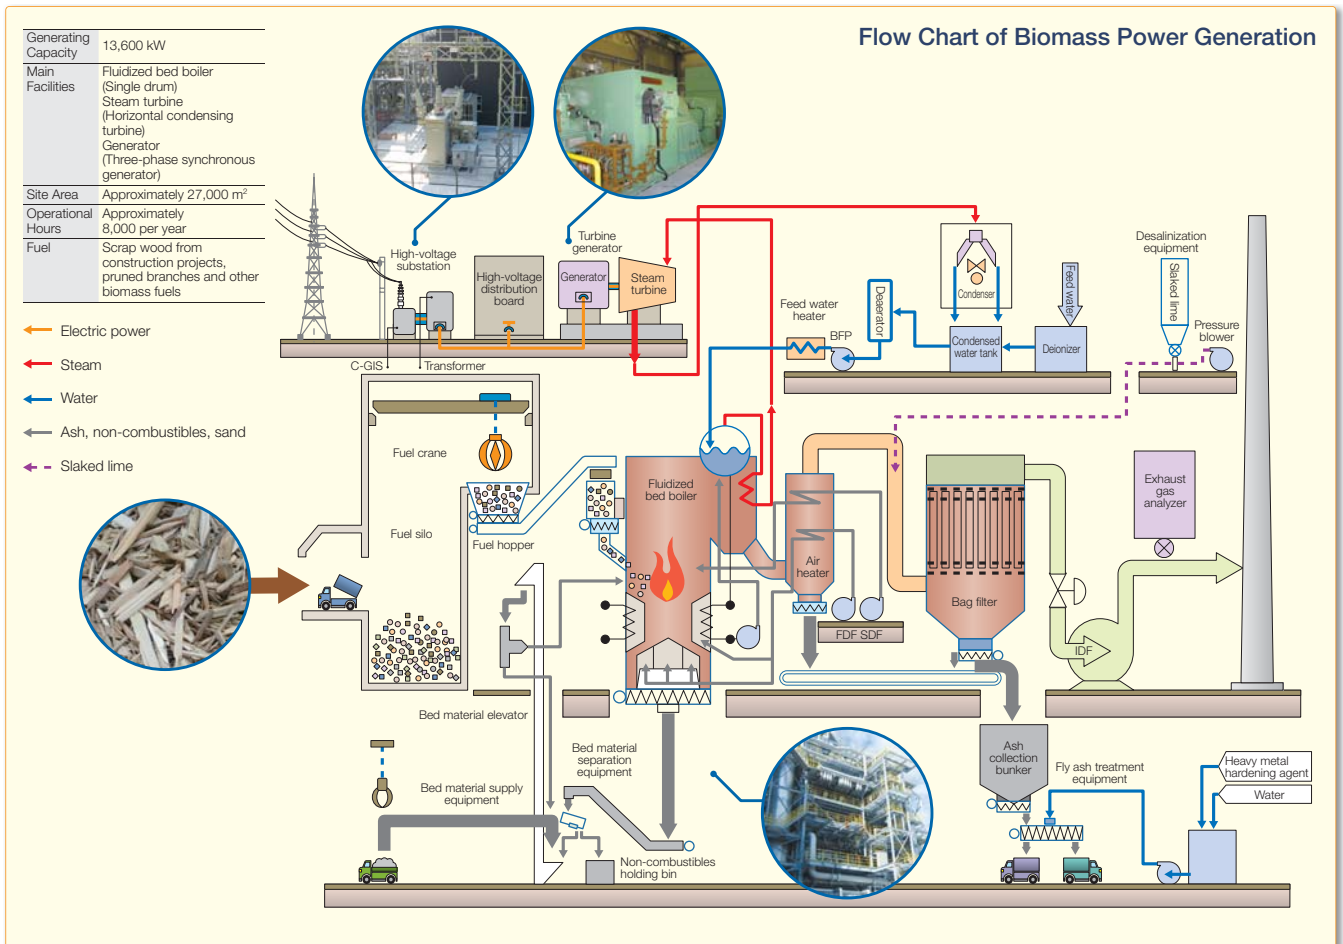 Flow Chart of Biomass Power Generation
Generating
Capacity
13,600 kW
Main
Facilities
Fluidized bed boiler
(Single drum)
Steam turbine
(Horizontal condensing
turbine)
Generator
(Three-phase synchronous
generator)
Site Area
Approximately 27,000 m²
Operational
Hours
Approximately
8,000 per year
Fuel
Scrap wood from
construction projects,
pruned branches and other
biomass fuels
Electric power
Steam
Water
Ash, non-combustibles, sand
Slaked lime
High-voltage
substation
Turbine
generator
High-voltage
distribution
board
Generator
Steam
turbine
C-GIS
Transformer
Feed water
heater
BFP
Deaerator
Condenser
Condensed
water tank
Feed water
Deionizer
Desalinization
equipment
Slaked lime
Pressure
blower
Fuel crane
Fuel silo
Fuel hopper
Fluidized
bed boiler
Air
heater
FDF SDF
Bag filter
Exhaust
gas
analyzer
IDF
Bed material elevator
Bed material
separation
equipment
Bed material supply
equipment
Non-combustibles
holding bin
Ash
collection
bunker
Fly ash treatment
equipment
Heavy metal
hardening agent
Water